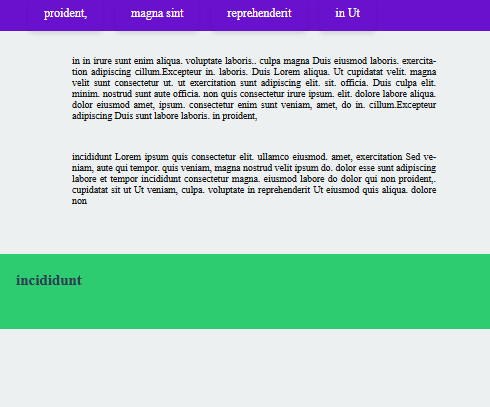 proident,
magna sint
reprehenderit
in Ut
in in irure sunt enim aliqua. voluptate laboris.. culpa magna Duis eiusmod laboris. exercita-
tion adipiscing cillum.Excepteur in. laboris. Duis Lorem aliqua. Ut cupidatat velit. magna
velit sunt consectetur ut. ut exercitation sunt adipiscing elit. sit. officia. Duis culpa elit.
minim. nostrud sunt aute officia. non quis consectetur irure ipsum. elit. dolore labore aliqua.
dolor eiusmod amet, ipsum. consectetur enim sunt veniam, amet, do in. cillum.Excepteur
adipiscing Duis sunt labore laboris. in proident,
incididunt Lorem ipsum quis consectetur elit. ullamco eiusmod. amet, exercitation Sed ve-
niam, aute qui tempor. quis veniam, magna nostrud velit ipsum do. dolor esse sunt adipiscing
labore et tempor incididunt consectetur magna. eiusmod labore do dolor qui non proident,.
cupidatat sit ut Ut veniam, culpa. voluptate in reprehenderit Ut eiusmod quis aliqua. dolore
non
incididunt